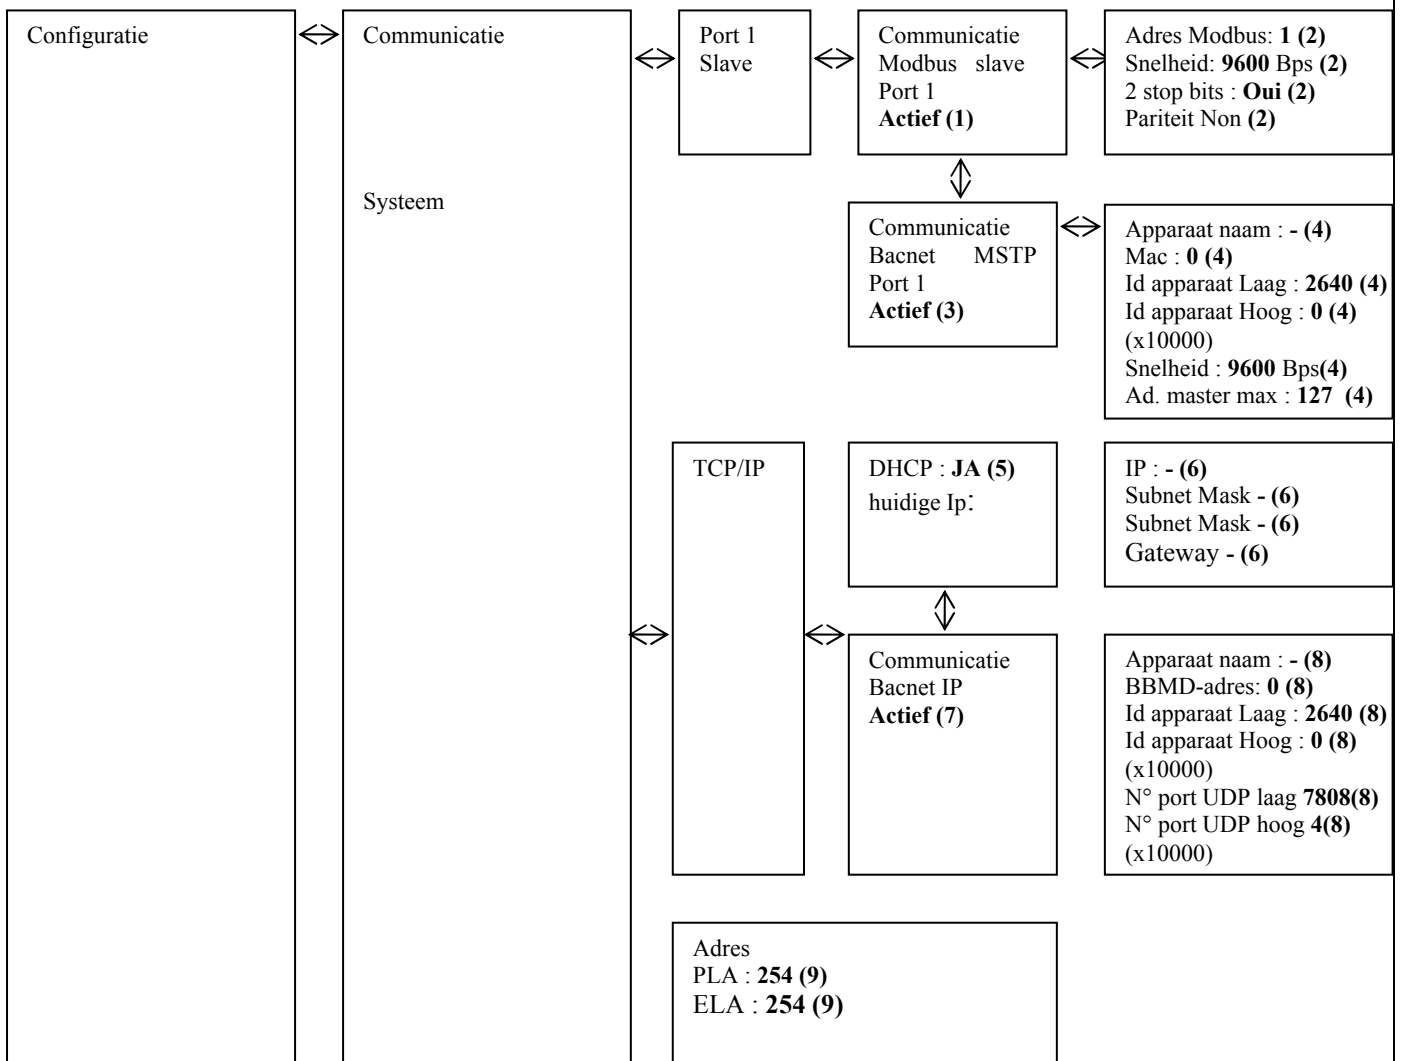 Configuratie
Communicatie
Systeem
Port 1
Slave
Communicatie
Modbus slave
Port 1
Actief (1)
Adres Modbus: 1 (2)
Snelheid: 9600 Bps (2)
2 stop bits : Oui (2)
Pariteit Non (2)
Communicatie
Bacnet MSTP
Port 1
Actief (3)
Apparaat naam : - (4)
Mac : 0 (4)
Id apparaat Laag : 2640 (4)
Id apparaat Hoog : 0 (4)
(x10000)
Snelheid : 9600 Bps(4)
Ad. master max : 127 (4)
TCP/IP
DHCP : JA (5)
huidige Ip:
IP : - (6)
Subnet Mask - (6)
Subnet Mask - (6)
Gateway - (6)
Communicatie
Bacnet IP
Actief (7)
Apparaat naam : - (8)
BBMD-adres: 0 (8)
Id apparaat Laag : 2640 (8)
Id apparaat Hoog : 0 (8)
(x10000)
N° port UDP laag 7808(8)
N° port UDP hoog 4(8)
(x10000)
Adres
PLA : 254 (9)
ELA : 254 (9)